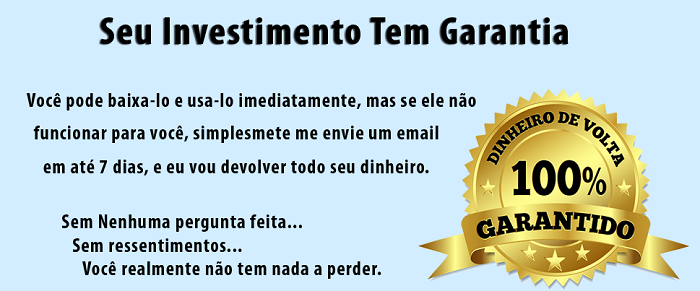 Seu Investimento Tem Garantia
Você pode baixa-lo e usa-lo imediatamente, mas se ele não
funcionar para você, simplesmete me envie um email
em até 7 dias, e eu vou devolver todo seu dinheiro.
Sem Nenhuma pergunta feita...
Sem ressentimentos...
Você realmente não tem nada a perder.
DINHEIRO DE VOLTA
100%
GARANTIDO